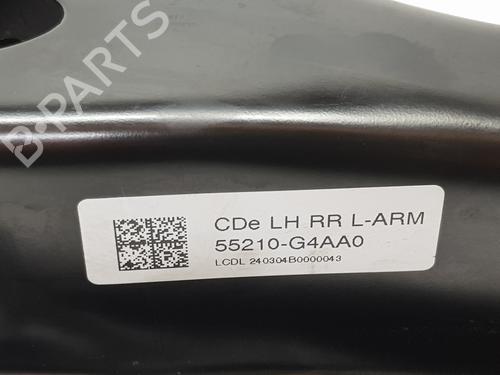 B-PARTS
CDe LH RR L-ARM
55210-G4AA0
LCDL 240304B0000043